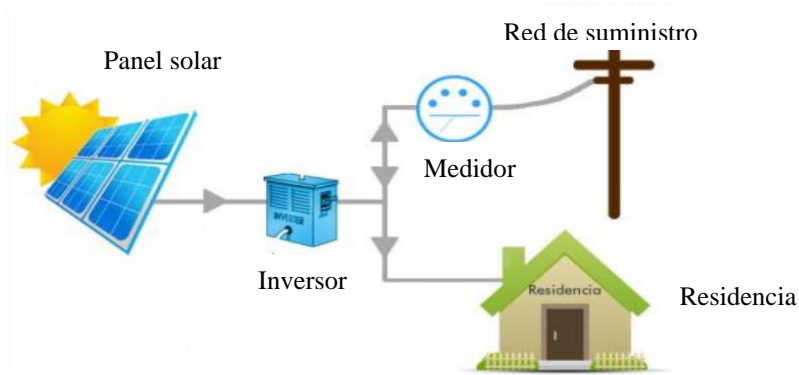 Red de suministro
Panel solar
Medidor
INVERTER
Inversor
Residencia
Residencia